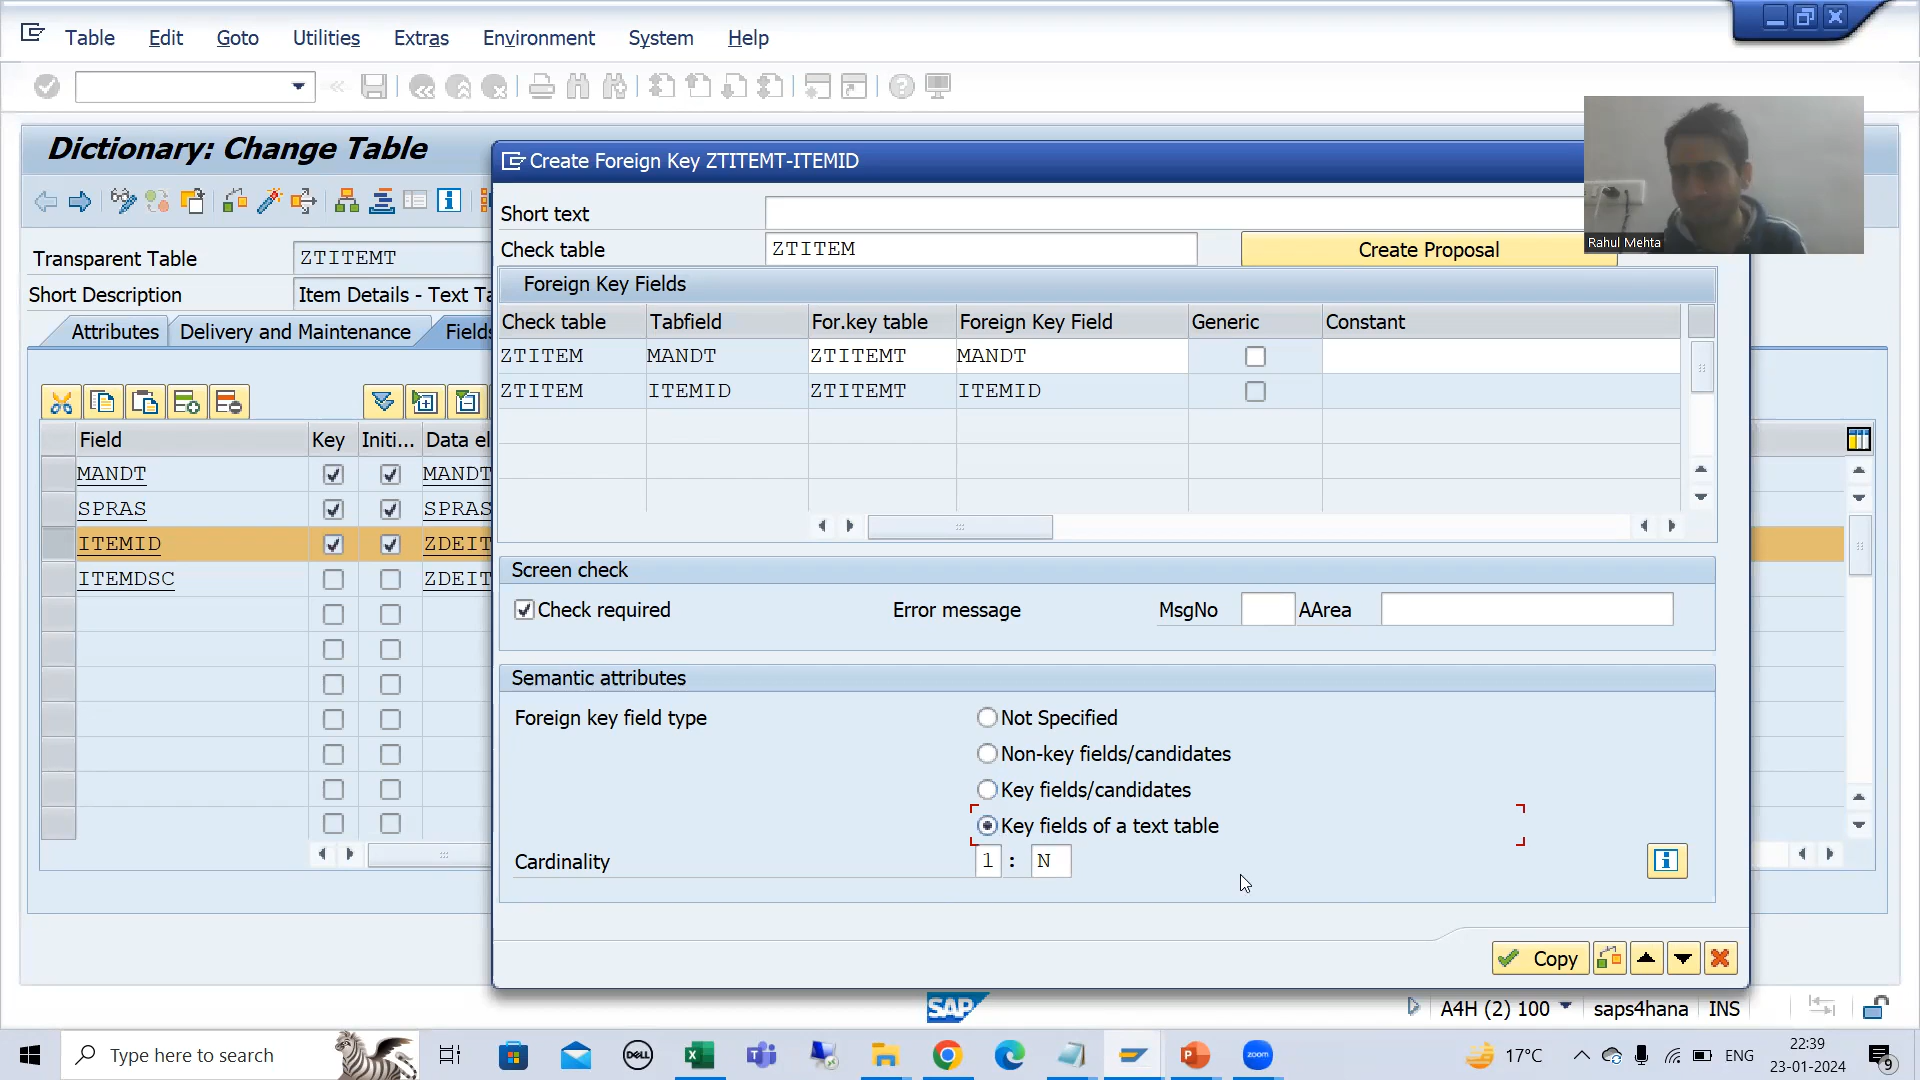 Table Edit Goto Utilities Extras Environment System Help
Dictionary: Change Table
Create Foreign Key ZTITEMT-ITEMID
Rahul Mehta
Transparent Table ZTITEMT
Short Description Item Details - Text Ta
Attributes Delivery and Maintenance Fields
Short text
Check table ZTITEM Create Proposal
Foreign Key Fields
Check table Tabfield For.key table Foreign Key Field Generic Constant
ZTITEM MANDT ZTITEMT MANDT
ZTITEM ITEMID ZTITEMT ITEMID
Field Key Initi... Data el
MANDT MANDT
SPRAS SPRAS
ITEMID ZDEIT
ITEMDSC ZDEIT
Screen check
Check required Error message MsgNo AArea
Semantic attributes
Foreign key field type Not Specified
Non-key fields/candidates
Key fields/candidates
Key fields of a text table
Cardinality 1 : N
Copy
SAP
A4H (2) 100 saps4hana INS
Type here to search
DELL
zoom
17°C
ENG
22:39
23-01-2024
9